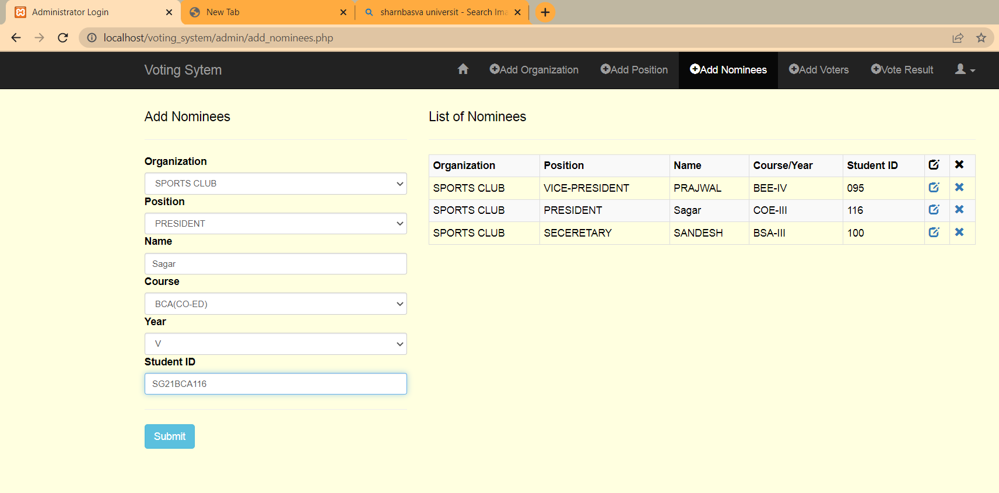 Administrator Login
New Tab
sharnbasva universit - Search Ima
localhost/voting_system/admin/add_nominees.php
Voting Sytem
Add Organization
Add Position
Add Nominees
Add Voters
Vote Result
Add Nominees
Organization
SPORTS CLUB
Position
PRESIDENT
Name
Sagar
Course
BCA(CO-ED)
Year
V
Student ID
SG21BCA116
Submit
List of Nominees
Organization Position Name Course/Year Student ID
SPORTS CLUB VICE-PRESIDENT PRAJWAL BEE-IV 095
SPORTS CLUB PRESIDENT Sagar COE-III 116
SPORTS CLUB SECERETARY SANDESH BSA-III 100